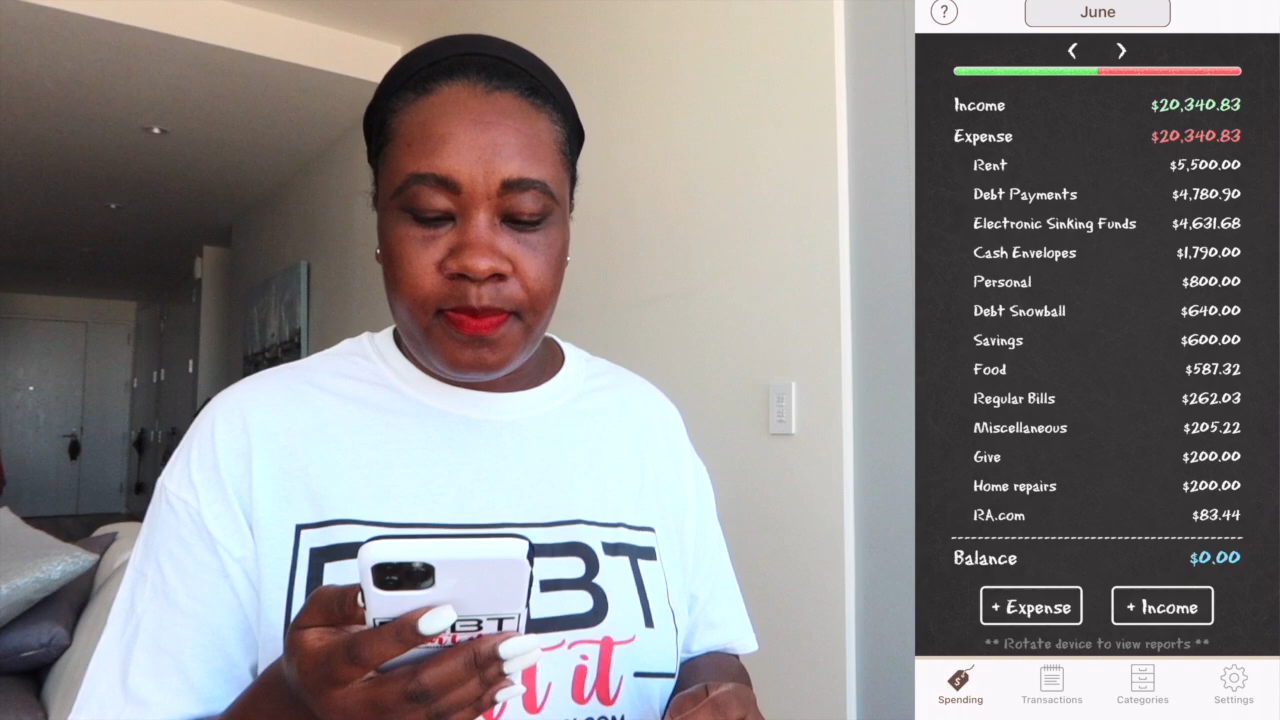 ?
June
< >
Income $20,340.83
Expense $20,340.83
Rent $5,500.00
Debt Payments $4,780.90
Electronic Sinking Funds $4,631.68
Cash Envelopes $1,790.00
Personal $800.00
Debt Snowball $640.00
Savings $600.00
Food $587.32
Regular Bills $262.03
Miscellaneous $205.22
Give $200.00
Home repairs $200.00
RA.com $83.44
Balance $0.00
+ Expense + Income
** Rotate device to view reports **
Spending Transactions Categories Settings
it